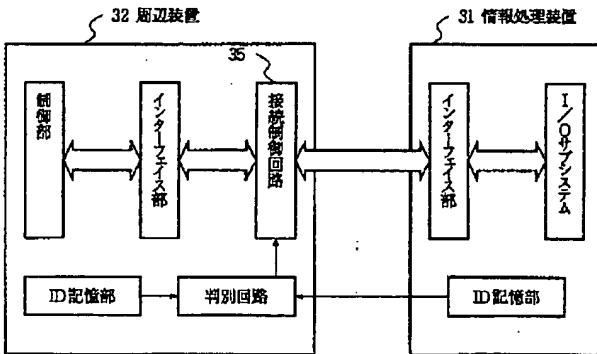 32 周辺装置
31 情報処理装置
35
制御部
インターフェイス部
接続制御回路
インターフェイス部
I/Oサブシステム
ID記憶部
判別回路
ID記憶部